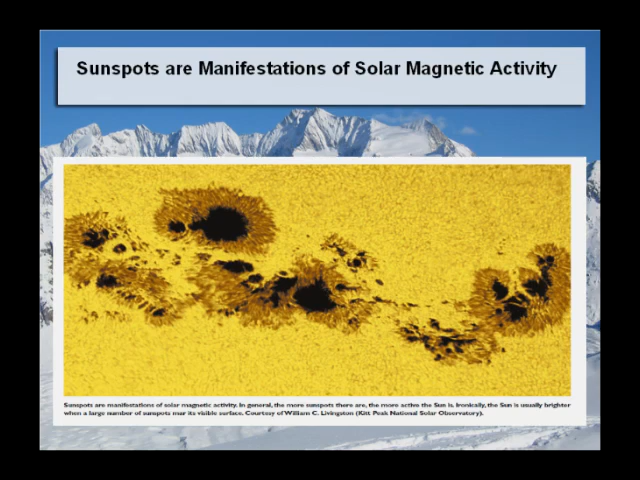 Sunspots are Manifestations of Solar Magnetic Activity
Sunspots are manifestations of solar magnetic activity. In general, the more sunspots there are, the more active the Sun is. Ironically, the Sun is usually brighter
when a large number of sunspots mar its visible surface. Courtesy of William C. Livingston (Kitt Peak National Solar Observatory).